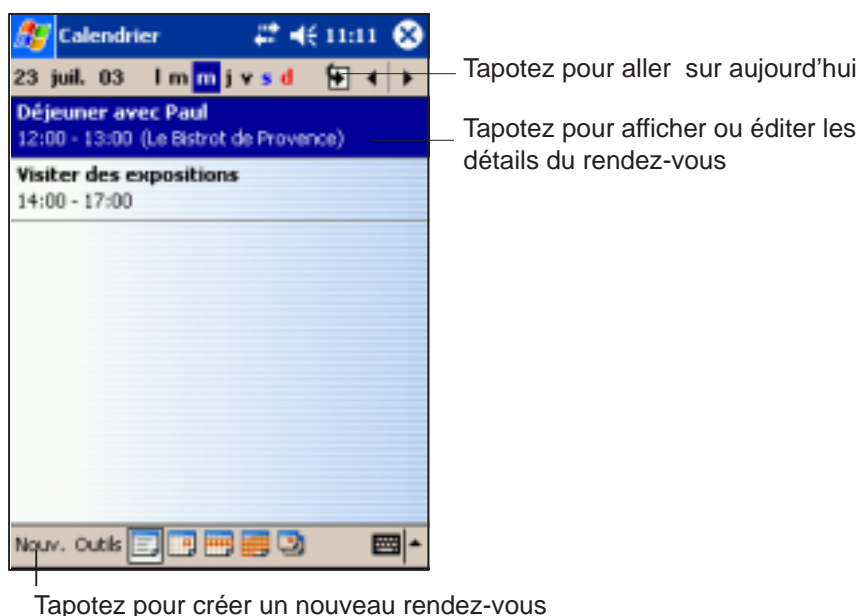 Calendrier 11:11
23 juil. 03 l m m j v s d
Tapotez pour aller sur aujourd'hui
Déjeuner avec Paul
12:00 - 13:00 (Le Bistrot de Provence)
Tapotez pour afficher ou éditer les
détails du rendez-vous
Visiter des expositions
14:00 - 17:00
Nouv. Outils
Tapotez pour créer un nouveau rendez-vous